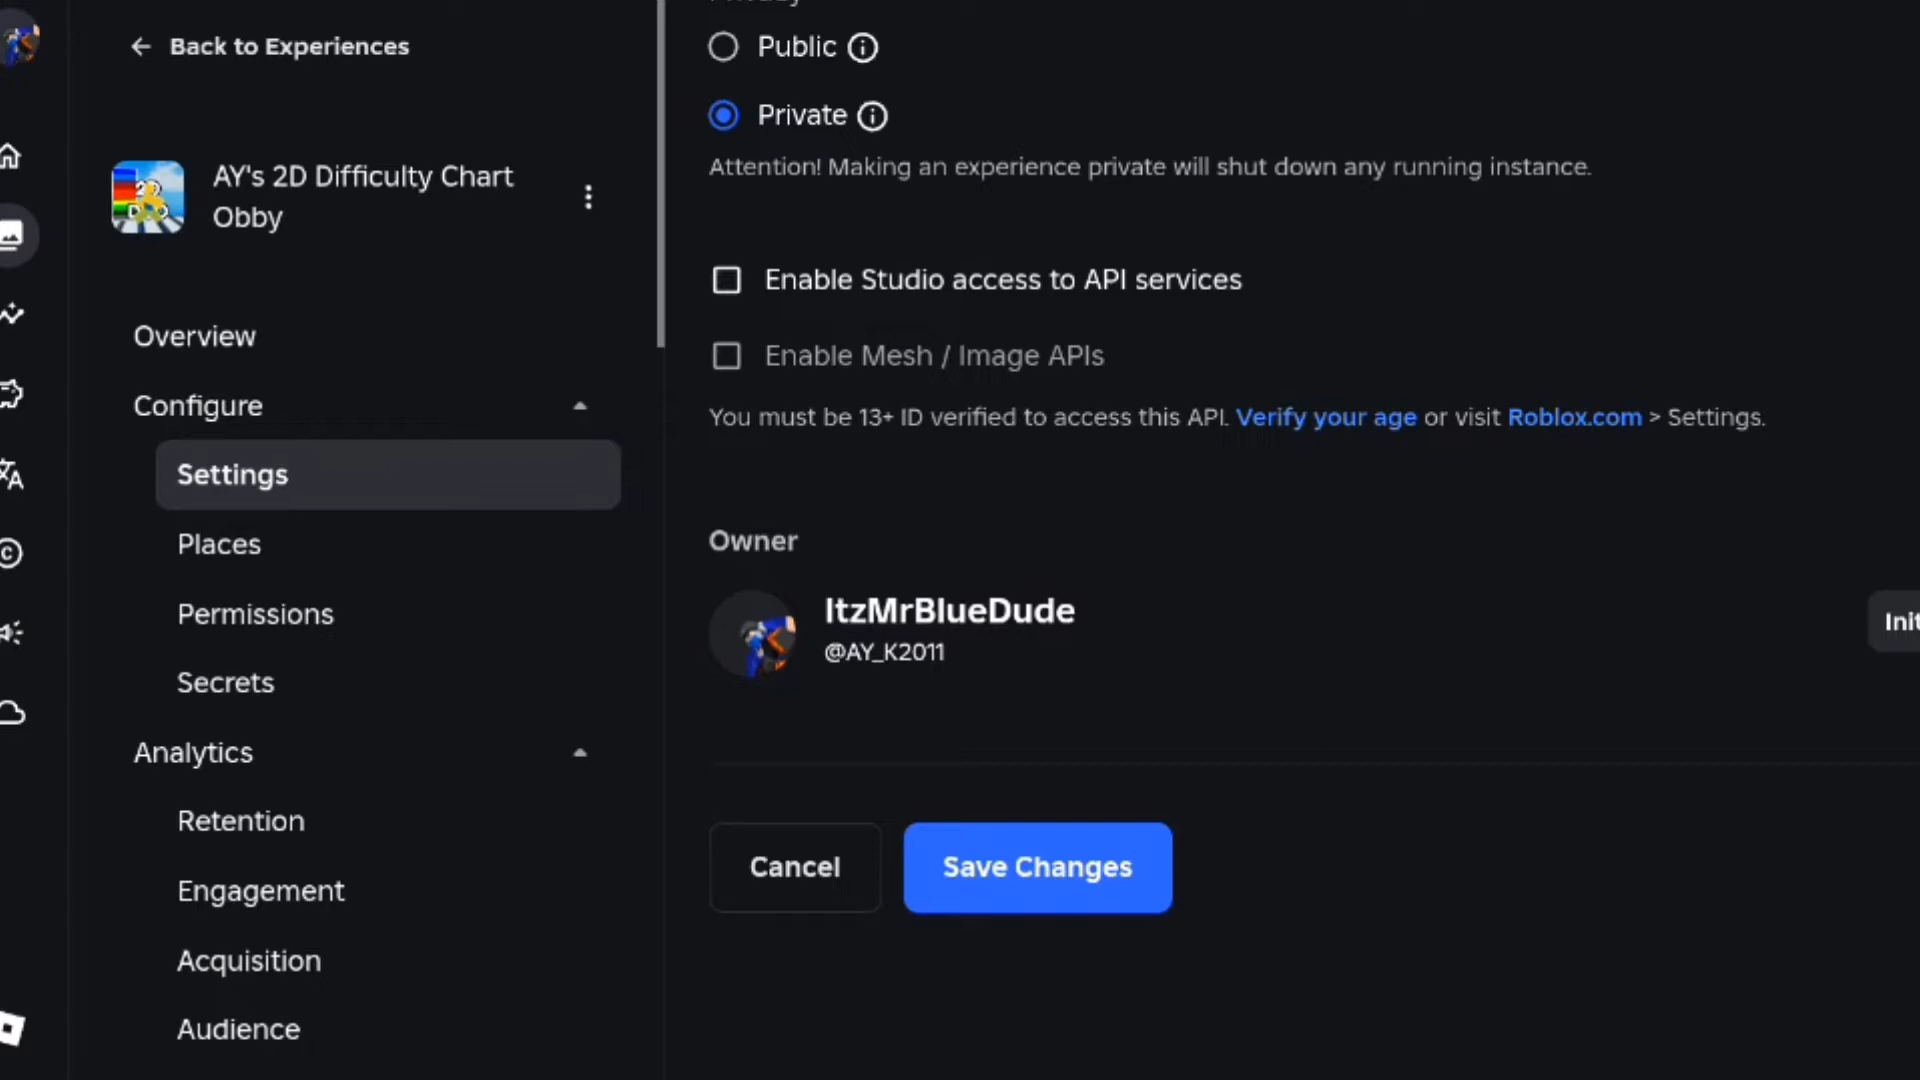 Back to Experiences
AY's 2D Difficulty Chart
Obby
Overview
Configure
Settings
Places
Permissions
Secrets
Analytics
Retention
Engagement
Acquisition
Audience
Public
Private
Attention! Making an experience private will shut down any running instance.
Enable Studio access to API services
Enable Mesh / Image APIs
You must be 13+ ID verified to access this API. Verify your age or visit Roblox.com > Settings.
Owner
ItzMrBlueDude
@AY_K2011
Init
Cancel
Save Changes